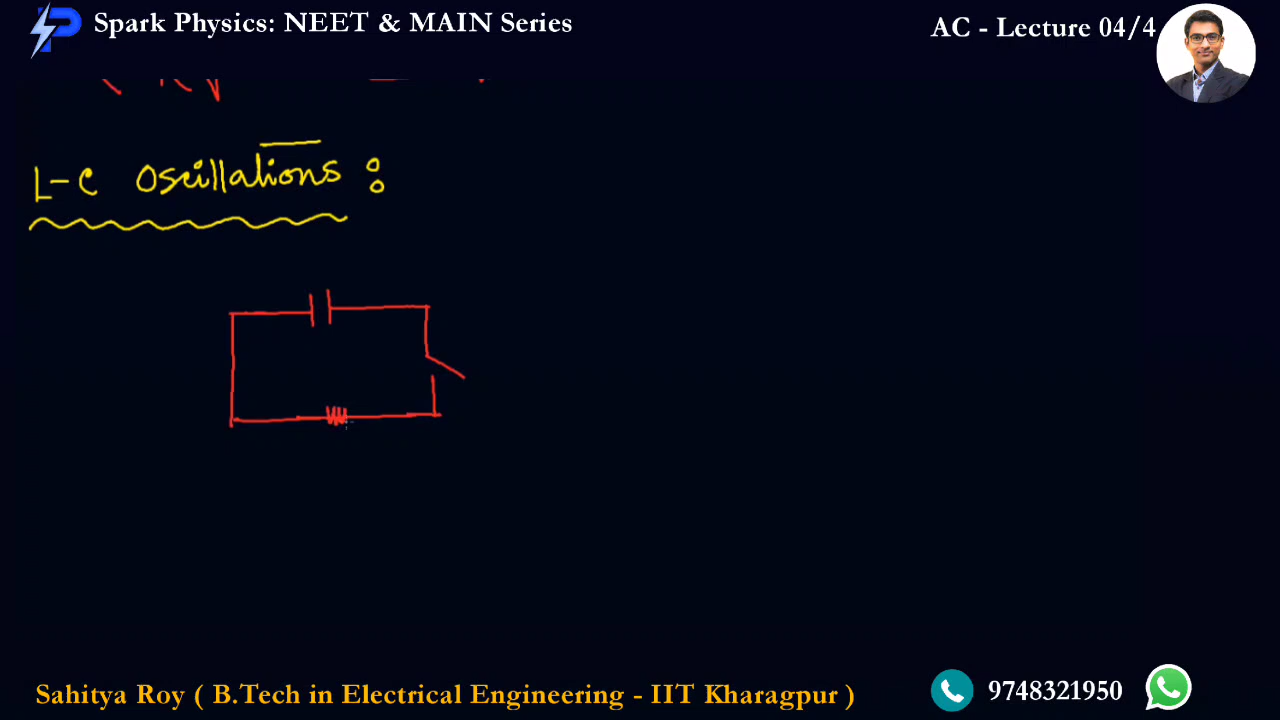 Spark Physics: NEET & MAIN Series
AC - Lecture 04/4
L-C Oscillations :
Sahitya Roy ( B.Tech in Electrical Engineering - IIT Kharagpur )
9748321950